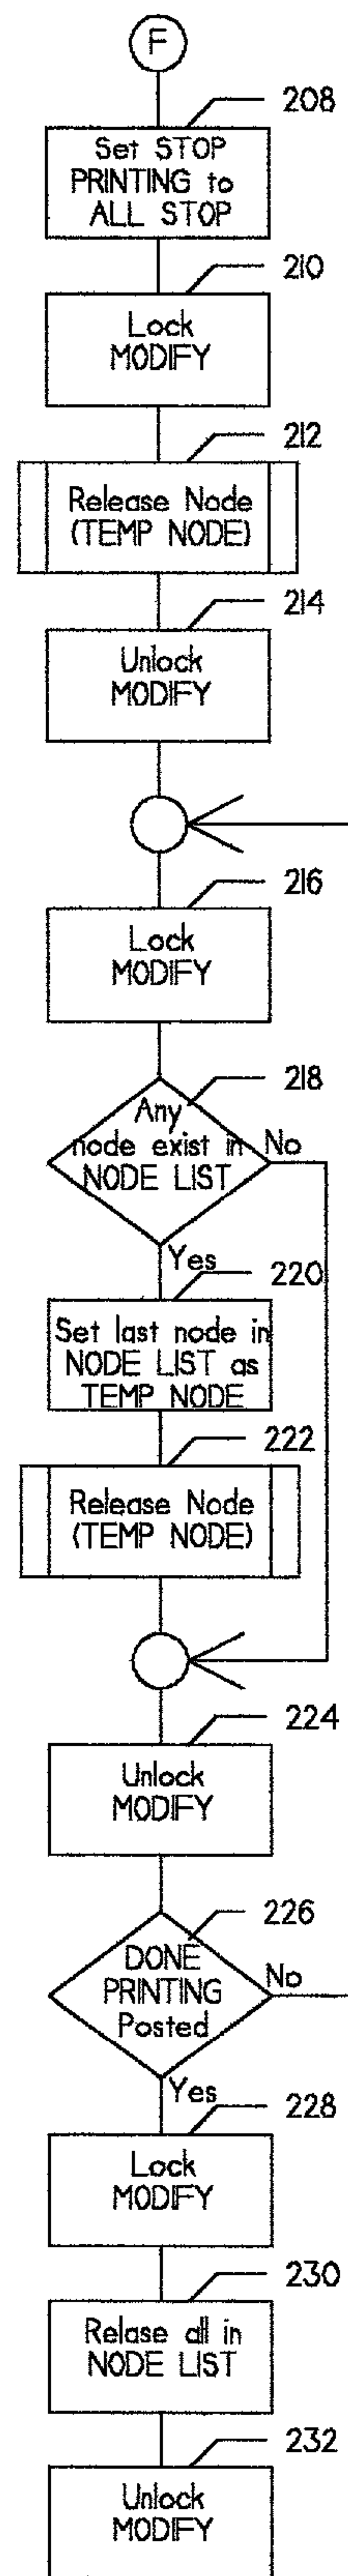 F
208
Set STOP
PRINTING to
ALL STOP
210
Lock
MODIFY
212
Release Node
(TEMP NODE)
214
Unlock
MODIFY
216
Lock
MODIFY
218
Any
node exist in
NODE LIST
No
Yes
220
Set last node in
NODE LIST as
TEMP NODE
222
Release Node
(TEMP NODE)
224
Unlock
MODIFY
226
DONE
PRINTING
Posted
No
Yes
228
Lock
MODIFY
230
Relase all in
NODE LIST
232
Unlock
MODIFY